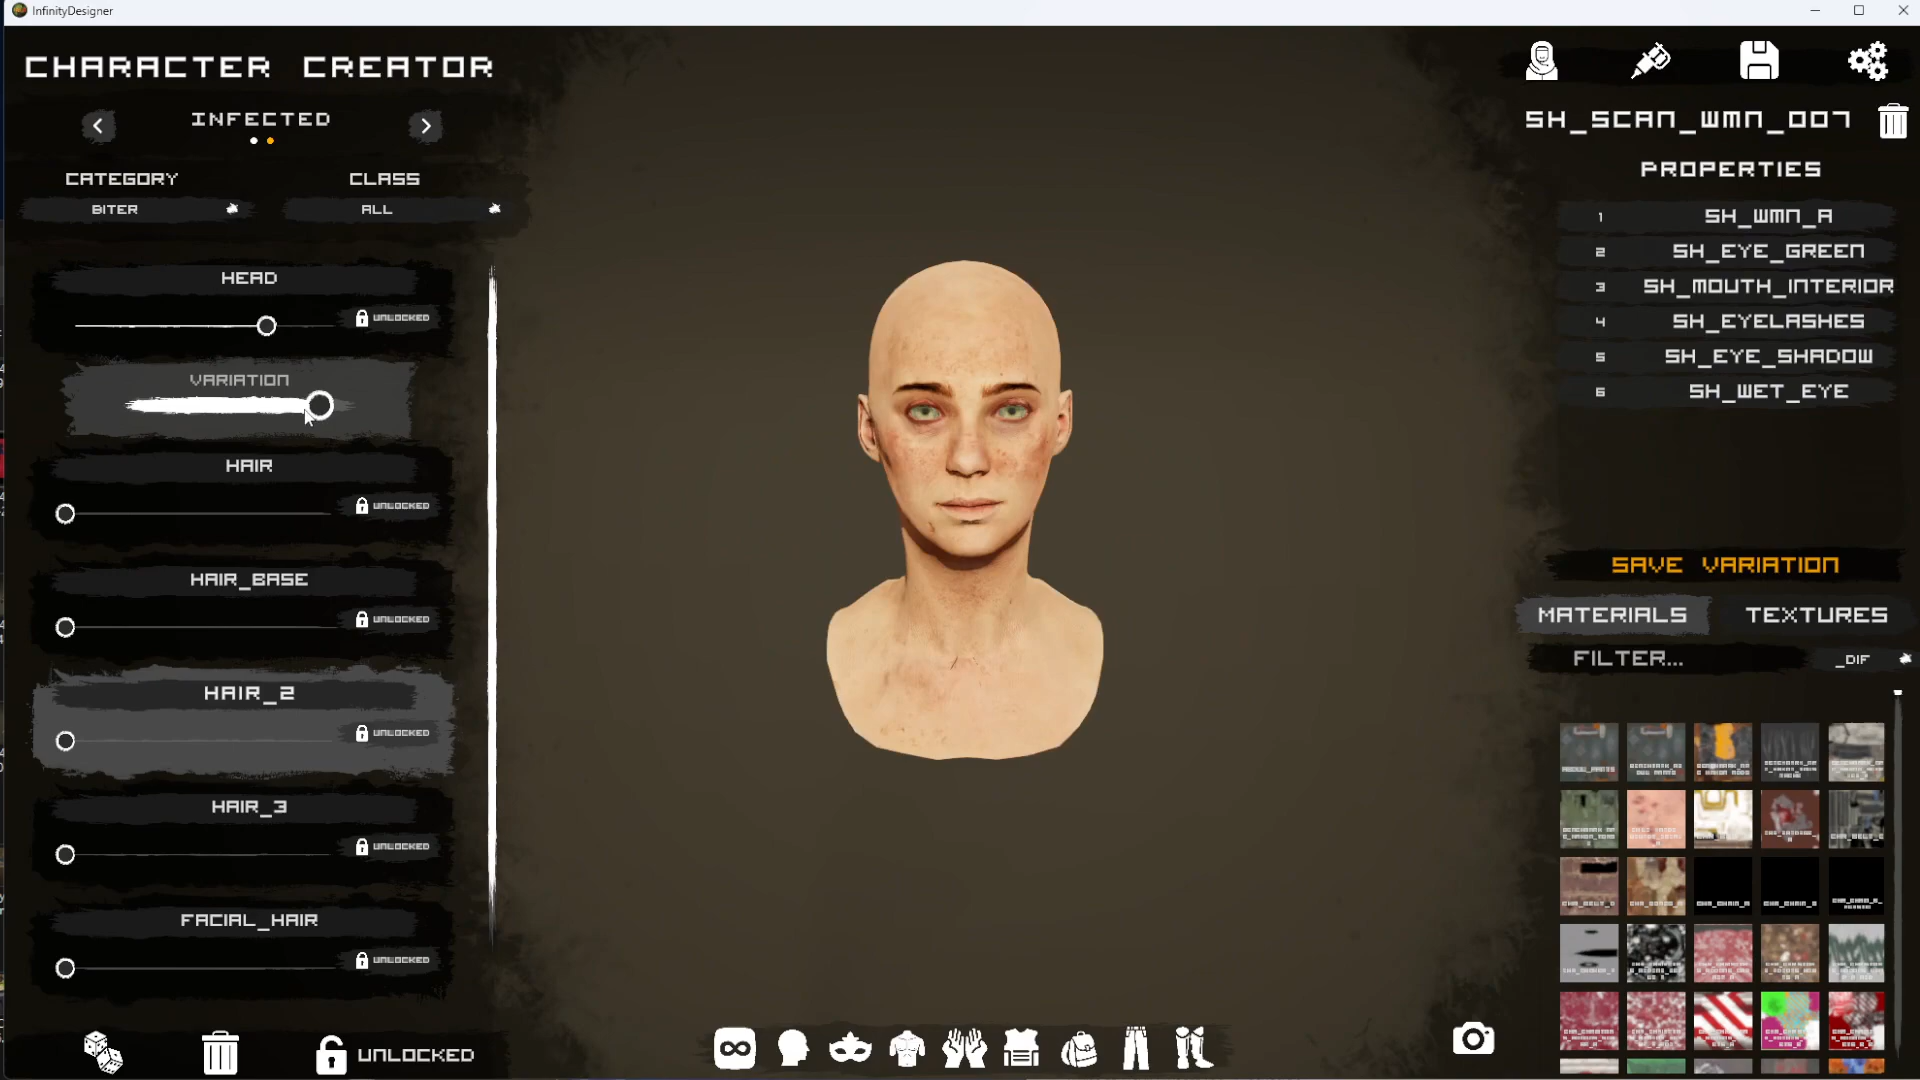 InfinityDesigner
CHARACTER CREATOR
INFECTED
CATEGORY
CLASS
BITER
ALL
HEAD
UNLOCKED
VARIATION
HAIR
UNLOCKED
HAIR_BASE
UNLOCKED
HAIR_2
UNLOCKED
HAIR_3
UNLOCKED
FACIAL_HAIR
UNLOCKED
UNLOCKED
SH_SCAN_WMN_007
PROPERTIES
1 SH_WMN_A
2 SH_EYE_GREEN
3 SH_MOUTH_INTERIOR
4 SH_EYELASHES
5 SH_EYE_SHADOW
6 SH_WET_EYE
SAVE VARIATION
MATERIALS TEXTURES
FILTER... _DIF